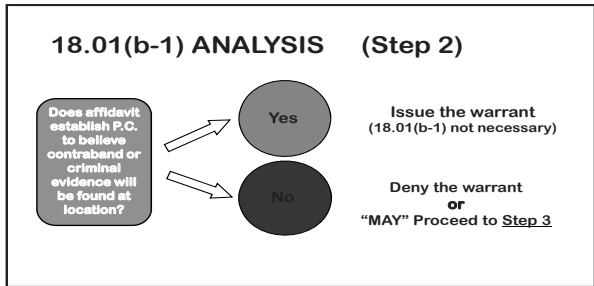 18.01(b-1) ANALYSIS (Step 2)
Does affidavit
establish P.C.
to believe
contraband or
criminal
evidence will
be found at
location?
Yes
Issue the warrant
(18.01(b-1) not necessary)
No
Deny the warrant
or
“MAY” Proceed to Step 3